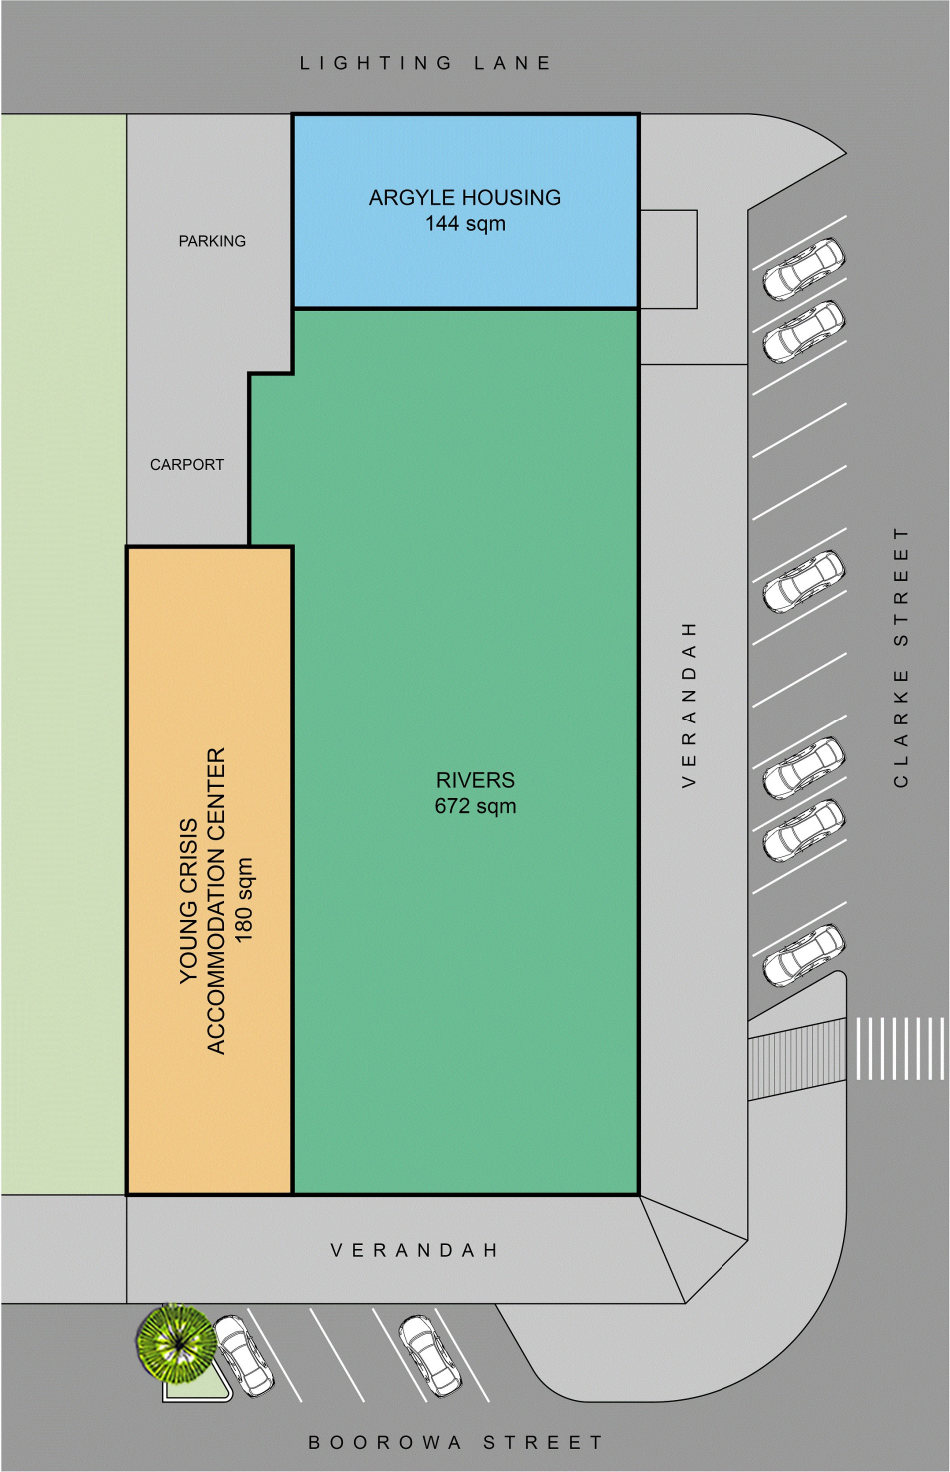 LIGHTING LANE
ARGYLE HOUSING
144 sqm
PARKING
CARPORT
CLARKE STREET
VERANDAH
RIVERS
672 sqm
YOUNG CRISIS
ACCOMMODATION CENTER
180 sqm
VERANDAH
BOOROWA STREET